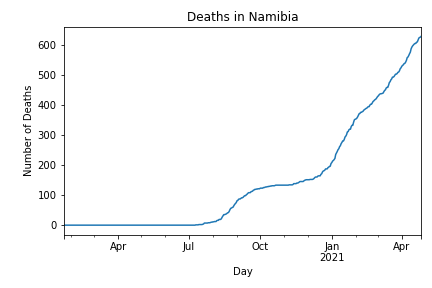 Deaths in Namibia
Number of Deaths
600
500
400
300
200
100
0
Apr
Jul
Oct
Jan
2021
Apr
Day